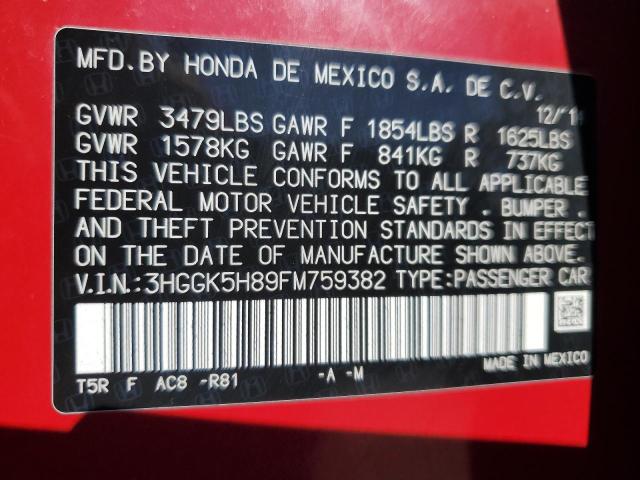 MFD.BY HONDA DE MEXICO S.A. DE C.V.
GVWR 3479LBS GAWR F 1854LBS R 1625LBS
GVWR 1578KG GAWR F 841KG R 737KG
THIS VEHICLE CONFORMS TO ALL APPLICABLE
FEDERAL MOTOR VEHICLE SAFETY . BUMPER .
AND THEFT PREVENTION STANDARDS IN EFFECT
ON THE DATE OF MANUFACTURE SHOWN ABOVE.
V.I.N.:3HGGK5H89FM759382 TYPE:PASSENGER CAR
MADE IN MEXICO
T5R F AC8 -R81 -A -M